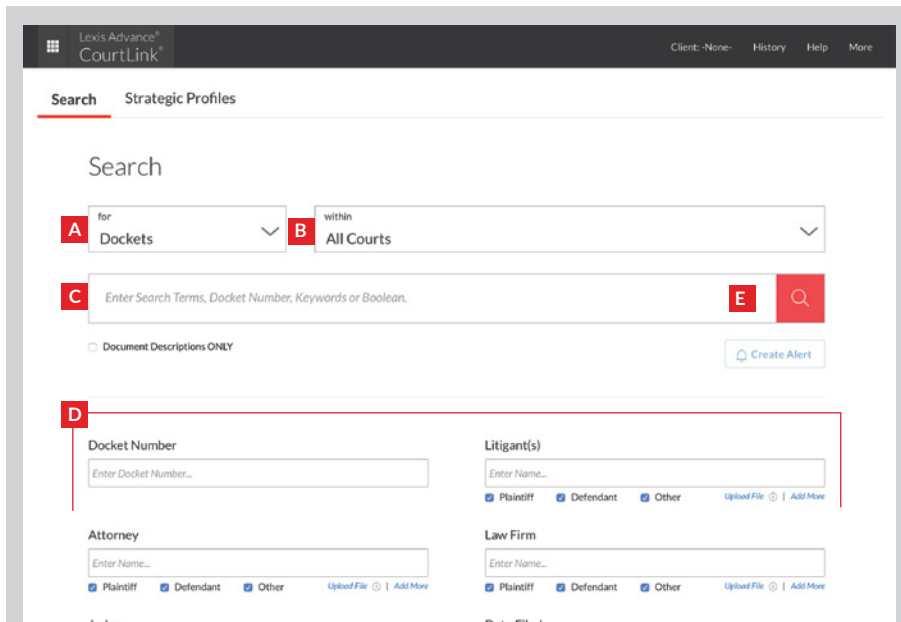 Lexis Advance®
CourtLink®
Client: -None- History Help More
Search Strategic Profiles
Search
A for Dockets
B within All Courts
C Enter Search Terms, Docket Number, Keywords or Boolean. E
Document Descriptions ONLY
Create Alert
D
Docket Number Litigant(s)
Enter Docket Number... Enter Name...
Plaintiff Defendant Other Upload File | Add More
Attorney Law Firm
Enter Name... Enter Name...
Plaintiff Defendant Other Upload File | Add More Plaintiff Defendant Other Upload File | Add More